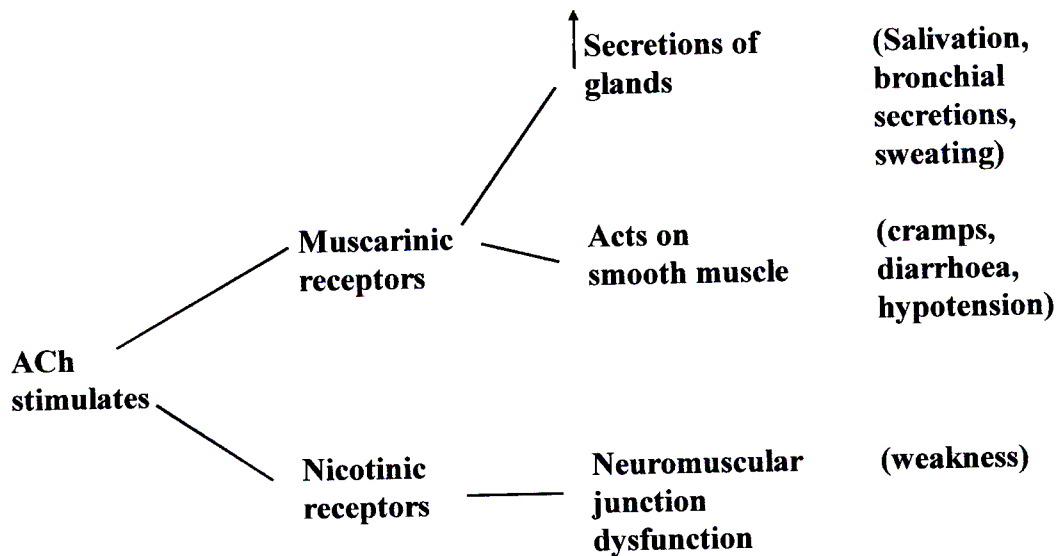 Secretions of
glands
(Salivation,
bronchial
secretions,
sweating)
Muscarinic
receptors
Acts on
smooth muscle
(cramps,
diarrhoea,
hypotension)
ACh
stimulates
Nicotinic
receptors
Neuromuscular
junction
dysfunction
(weakness)